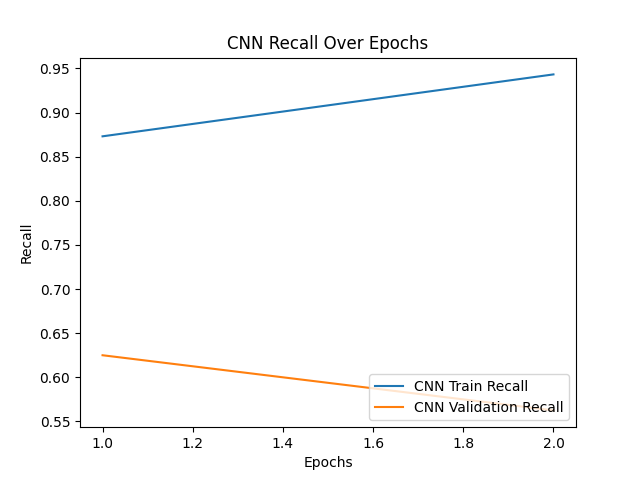 CNN Recall Over Epochs
0.95
0.90
0.85
0.80
0.75
0.70
0.65
0.60
0.55
Recall
CNN Train Recall
CNN Validation Recall
1.0 1.2 1.4 1.6 1.8 2.0
Epochs